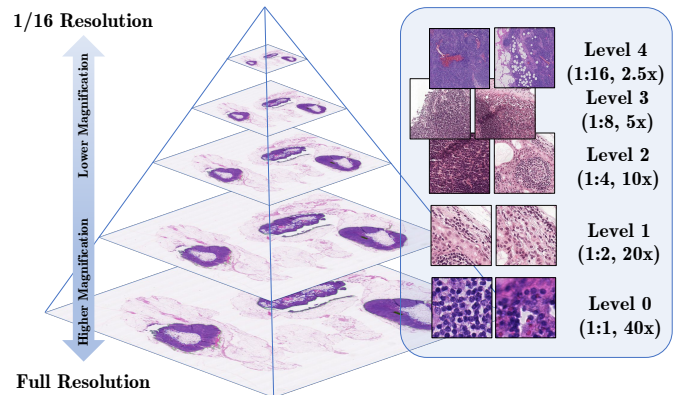 1/16 Resolution
Lower Magnification
Higher Magnification
Full Resolution
Level 4
(1:16, 2.5x)
Level 3
(1:8, 5x)
Level 2
(1:4, 10x)
Level 1
(1:2, 20x)
Level 0
(1:1, 40x)